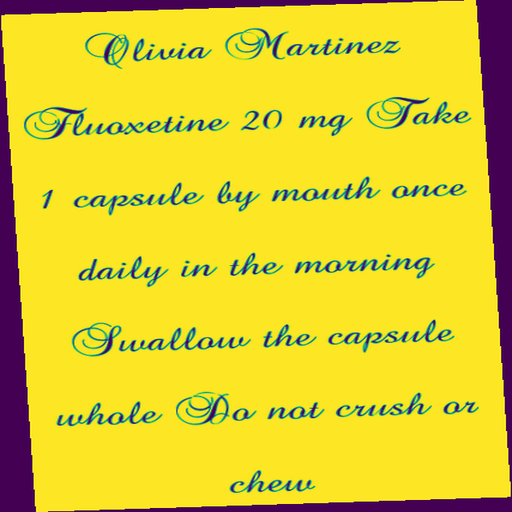 Olivia Martinez
Fluoxetine 20 mg Take
1 capsule by mouth once
daily in the morning
Swallow the capsule
whole Do not crush or
chew